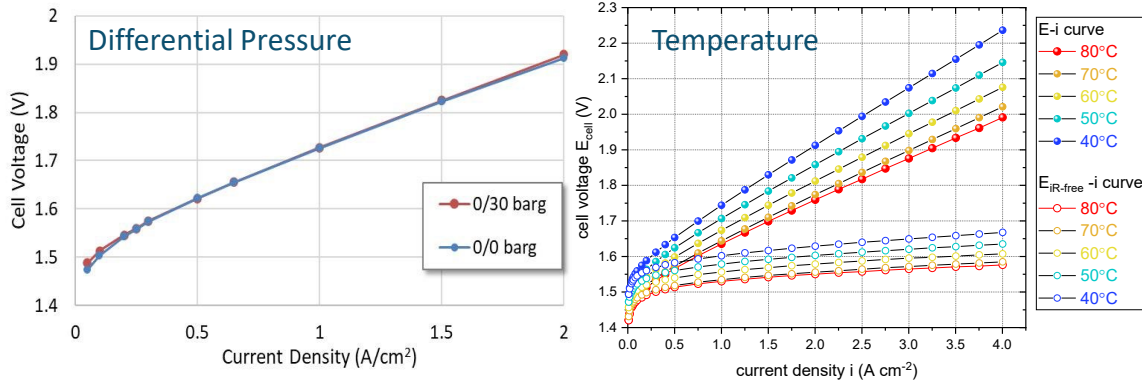 Differential Pressure
Cell Voltage (V)
2
1.9
1.8
1.7
1.6
1.5
1.4
0
0.5
1
1.5
2
Current Density (A/cm²)
0/30 barg
0/0 barg
Temperature
cell voltage E_cell (V)
2.3
2.2
2.1
2.0
1.9
1.8
1.7
1.6
1.5
1.4
0.0 0.5 1.0 1.5 2.0 2.5 3.0 3.5 4.0
current density i (A cm⁻²)
E-i curve
80°C
70°C
60°C
50°C
40°C
E_iR-free -i curve
80°C
70°C
60°C
50°C
40°C